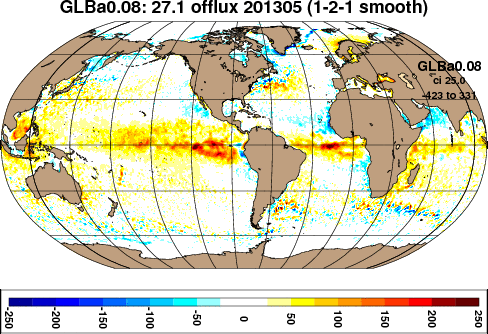 GLBa0.08: 27.1 offlux 201305 (1-2-1 smooth)
GLBa0.08
ci 25.0
-423 to 331
-250 -200 -150 -100 -50 0 50 100 150 200 250